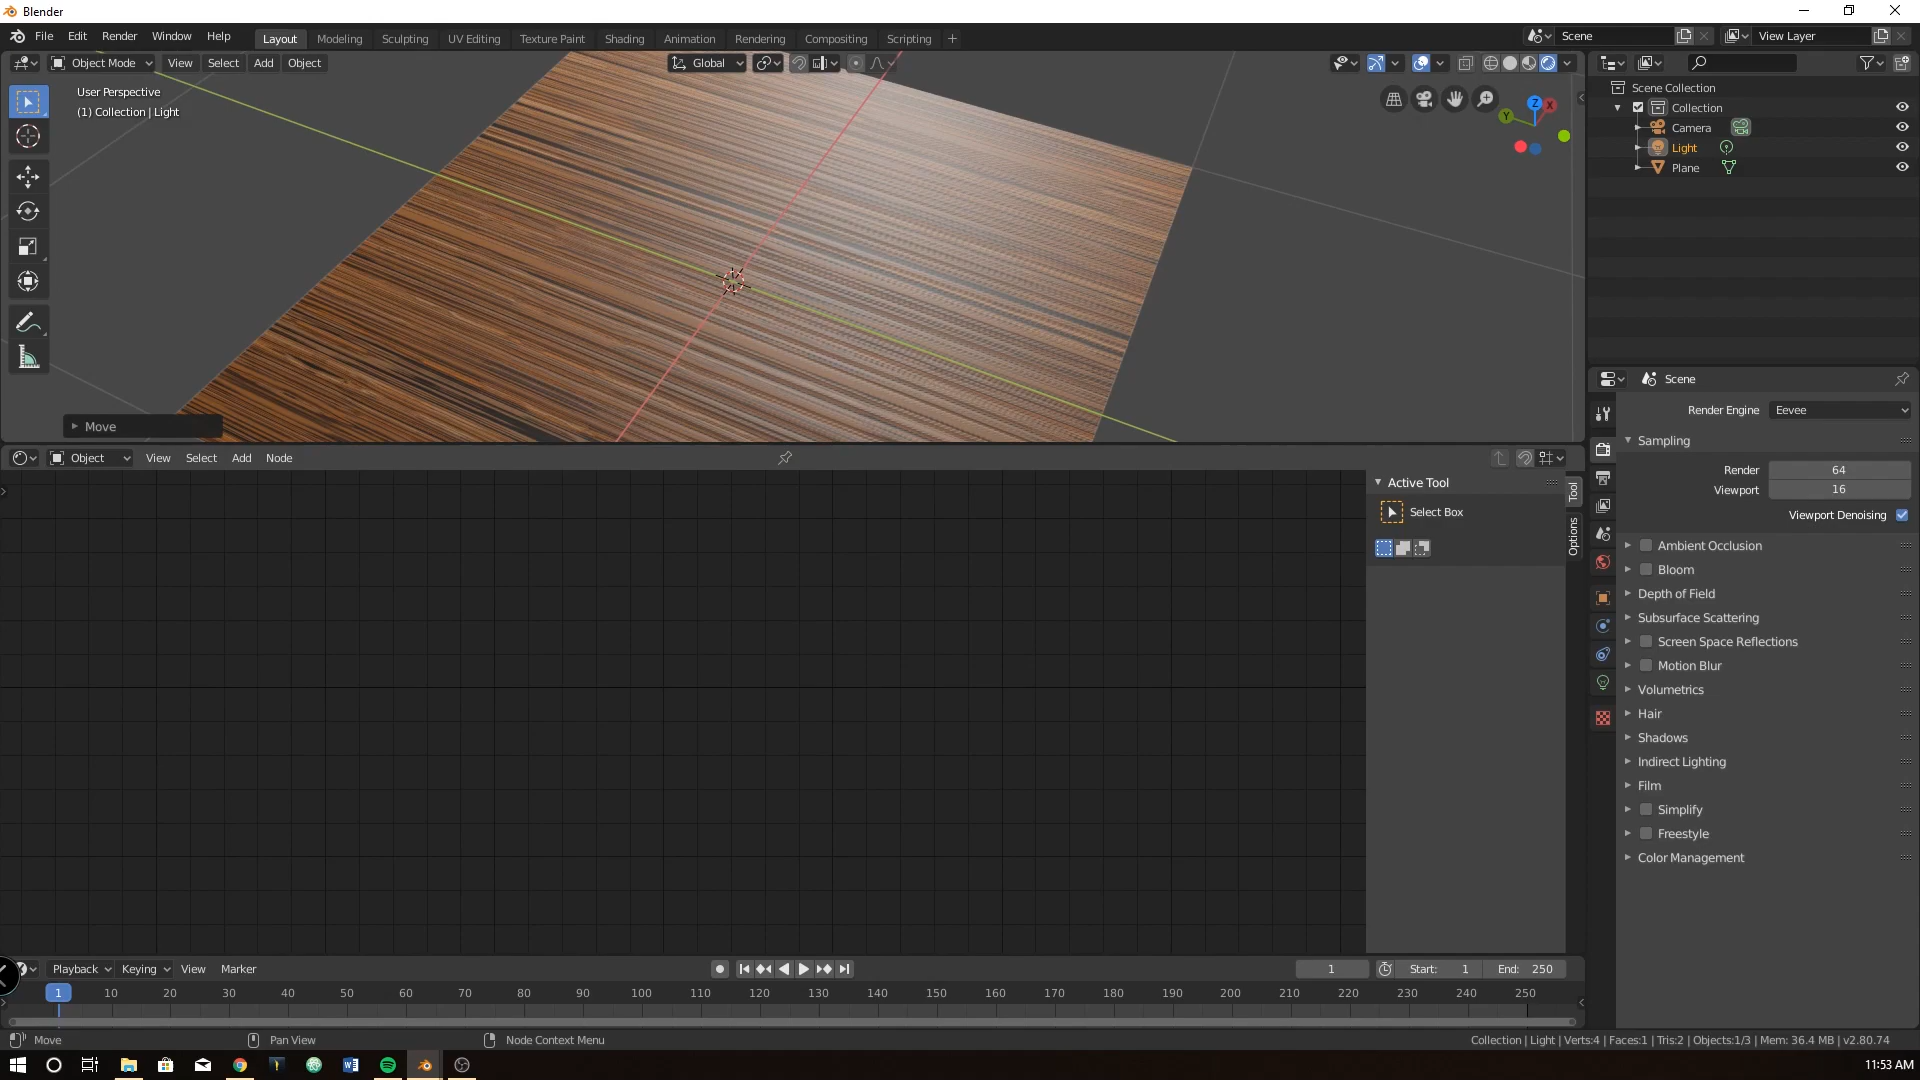 Blender
File Edit Render Window Help
Layout Modeling Sculpting UV Editing Texture Paint Shading Animation Rendering Compositing Scripting +
Scene
View Layer
Object Mode View Select Add Object
Global
User Perspective
(1) Collection | Light
Z
X
Y
Move
Scene Collection
Collection
Camera
Light
Plane
Scene
Render Engine Eevee
Sampling
Render 64
Viewport 16
Viewport Denoising
Ambient Occlusion
Bloom
Depth of Field
Subsurface Scattering
Screen Space Reflections
Motion Blur
Volumetrics
Hair
Shadows
Indirect Lighting
Film
Simplify
Freestyle
Color Management
Object View Select Add Node
Active Tool
Select Box
Tool
Options
Playback Keying View Marker
1
Start: 1
End: 250
1 10 20 30 40 50 60 70 80 90 100 110 120 130 140 150 160 170 180 190 200 210 220 230 240 250
Move
Pan View
Node Context Menu
Collection | Light | Verts:4 | Faces:1 | Tris:2 | Objects:1/3 | Mem: 36.4 MB | v2.80.74
11:53 AM